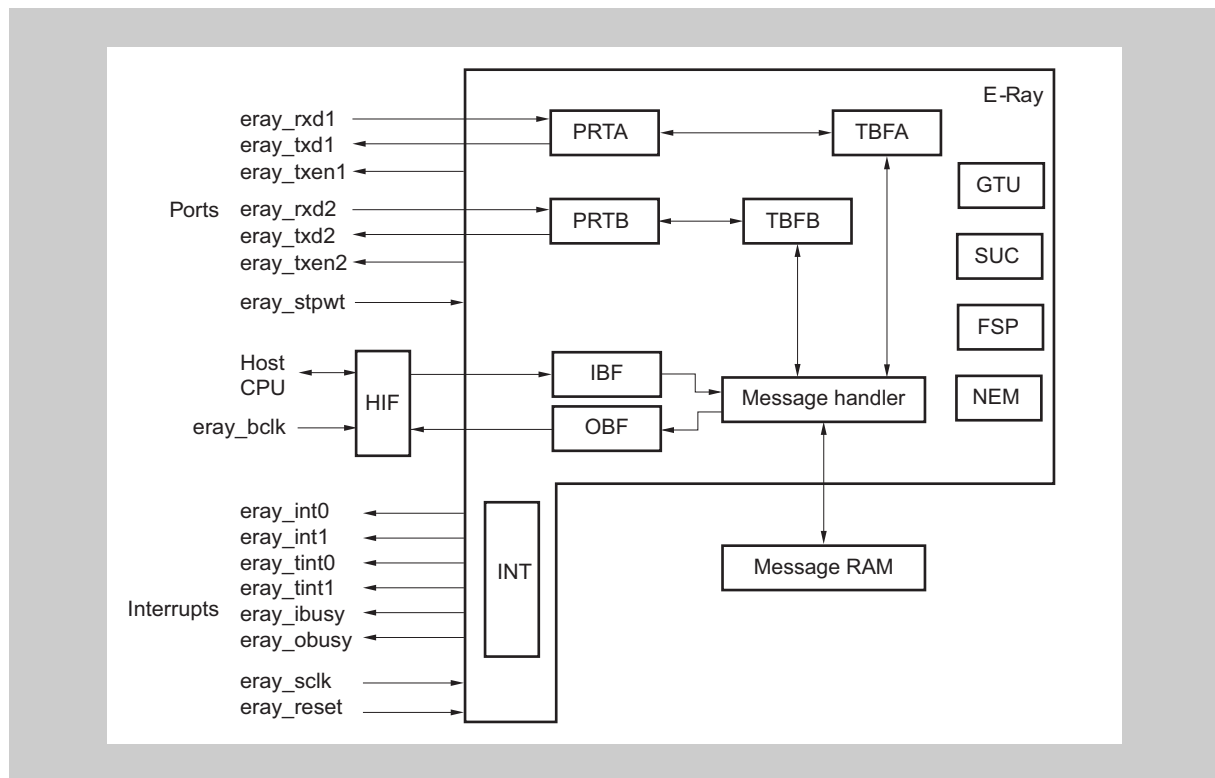 E-Ray
eray_rxd1
eray_txd1
eray_txen1
PRTA
TBFA
GTU
Ports
eray_rxd2
eray_txd2
eray_txen2
PRTB
TBFB
SUC
eray_stpwt
FSP
Host
CPU
HIF
IBF
Message handler
NEM
eray_bclk
OBF
eray_int0
eray_int1
eray_tint0
eray_tint1
INT
Message RAM
Interrupts
eray_ibusy
eray_obusy
eray_sclk
eray_reset